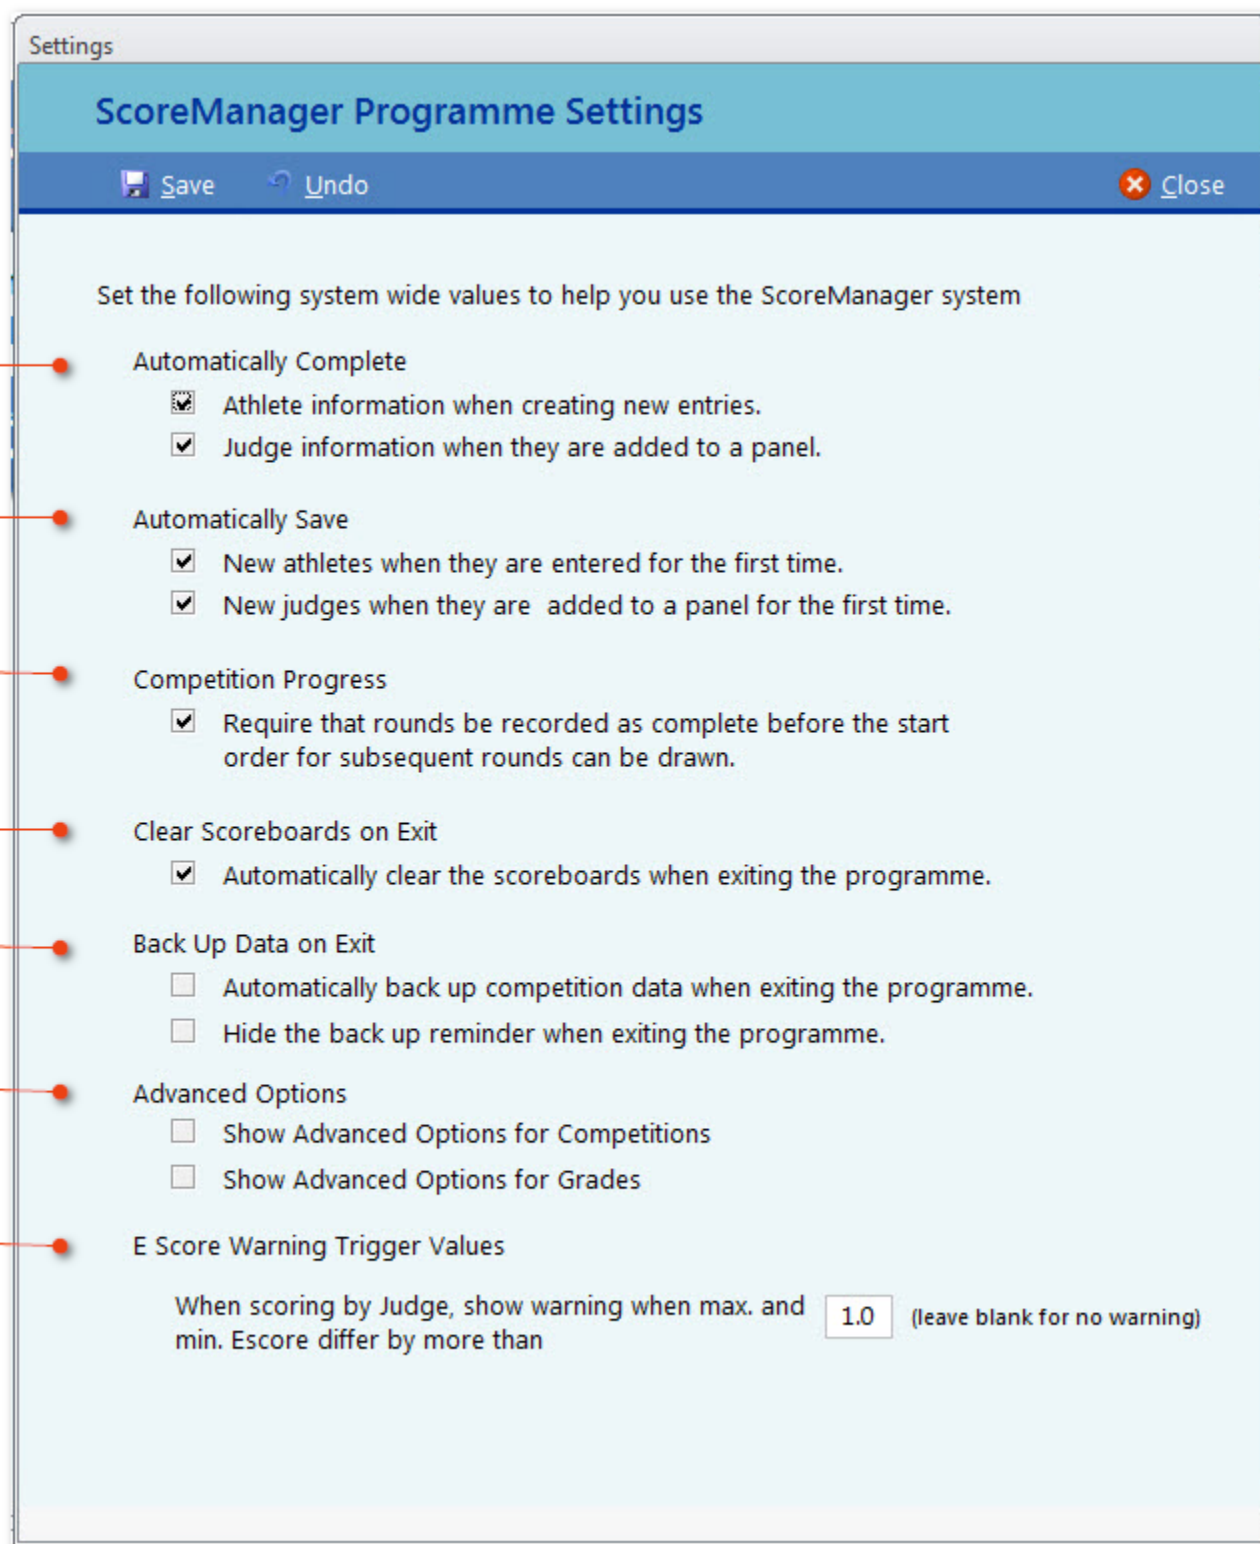 Settings
ScoreManager Programme Settings
Save Undo Close
Set the following system wide values to help you use the ScoreManager system
Automatically Complete
Athlete information when creating new entries.
Judge information when they are added to a panel.
Automatically Save
New athletes when they are entered for the first time.
New judges when they are  added to a panel for the first time.
Competition Progress
Require that rounds be recorded as complete before the start
order for subsequent rounds can be drawn.
Clear Scoreboards on Exit
Automatically clear the scoreboards when exiting the programme.
Back Up Data on Exit
Automatically back up competition data when exiting the programme.
Hide the back up reminder when exiting the programme.
Advanced Options
Show Advanced Options for Competitions
Show Advanced Options for Grades
E Score Warning Trigger Values
When scoring by Judge, show warning when max. and
min. Escore differ by more than
1.0 (leave blank for no warning)